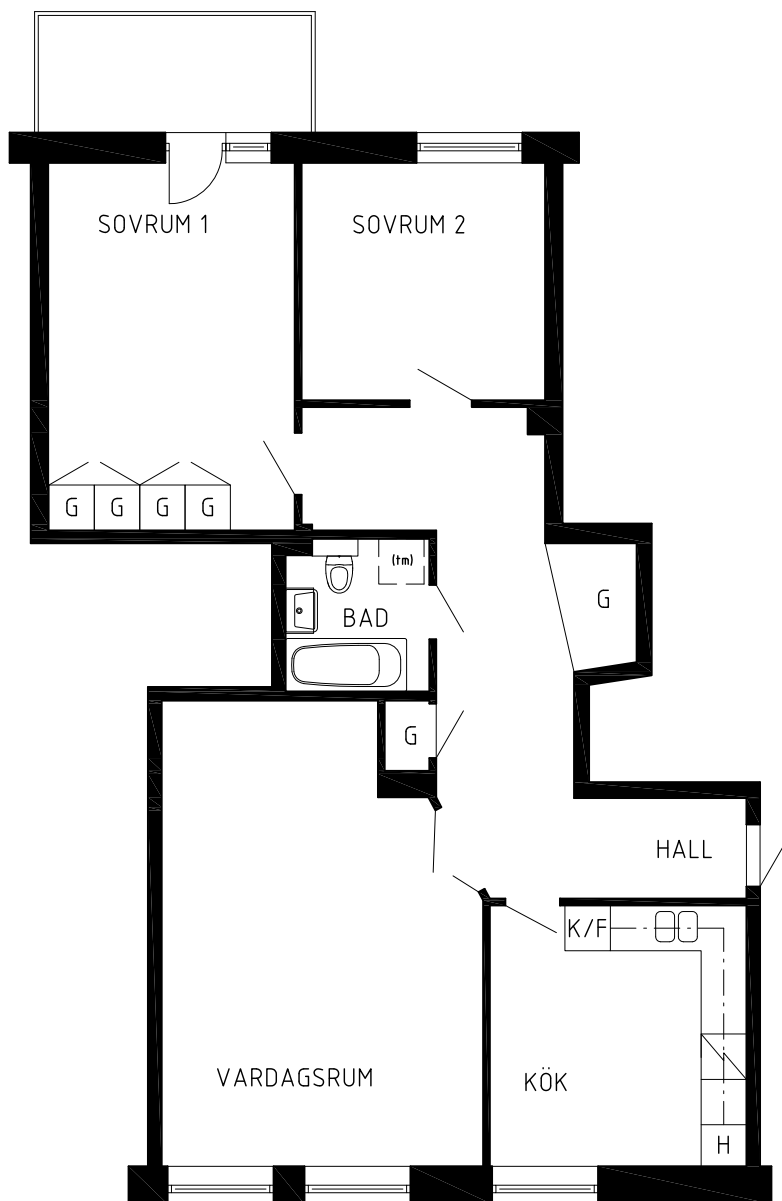 SOVRUM 1
SOVRUM 2
G G G G
(tm)
BAD
G
G
HALL
K/F
VARDAGSRUM
KÖK
H